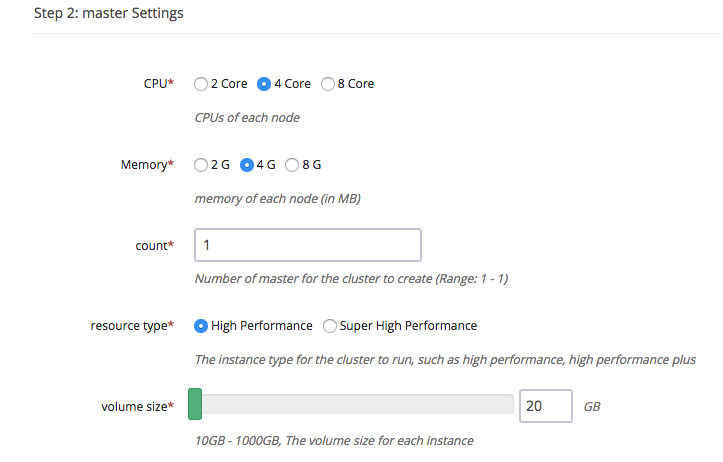 Step 2: master Settings
CPU* 2 Core 4 Core 8 Core
CPUs of each node
Memory* 2 G 4 G 8 G
memory of each node (in MB)
count* 1
Number of master for the cluster to create (Range: 1 - 1)
resource type* High Performance Super High Performance
The instance type for the cluster to run, such as high performance, high performance plus
volume size* 20 GB
10GB - 1000GB, The volume size for each instance